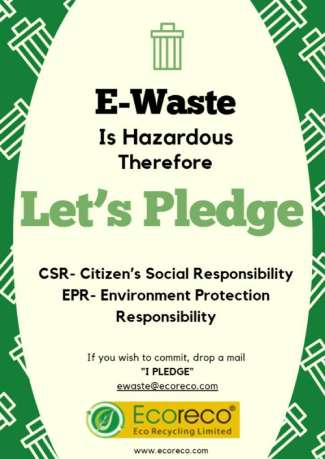 E-Waste
Is Hazardous
Therefore
Let's Pledge
CSR- Citizen's Social Responsibility
EPR- Environment Protection
Responsibility
If you wish to commit, drop a mail
"I PLEDGE"
ewaste@ecoreco.com
Ecoreco®
Eco Recycling Limited
www.ecoreco.com